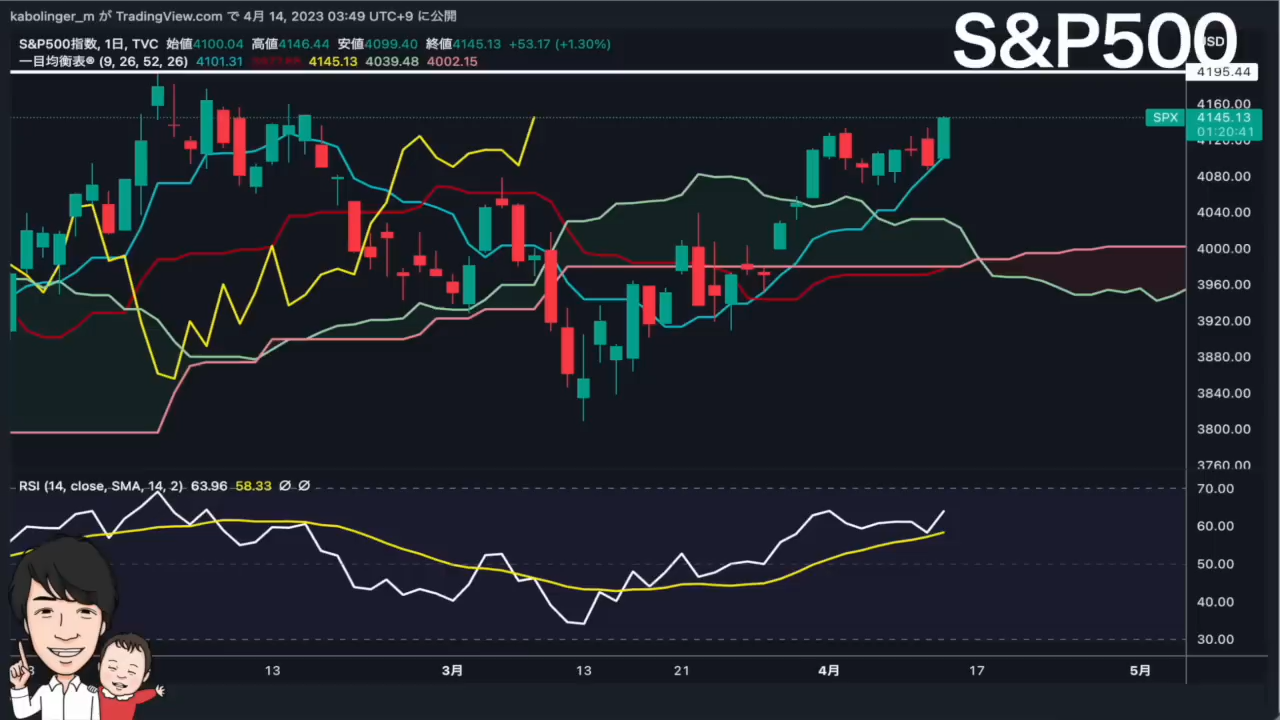 kabolinger_m が TradingView.com で 4月 14, 2023 03:49 UTC+9 に公開
S&P500
S&P500指数, 1日, TVC 始値4100.04 高値4146.44 安値4099.40 終値4145.13 +53.17 (+1.30%)
USD
一目均衡表® (9, 26, 52, 26) 4101.31 4145.13 4039.48 4002.15
4195.44
4160.00
SPX 4145.13
01:20:41
4120.00
4080.00
4040.00
4000.00
3960.00
3920.00
3880.00
3840.00
3800.00
3760.00
RSI (14, close, SMA, 14, 2) 63.96 58.33 Ø Ø
70.00
60.00
50.00
40.00
30.00
13 3月 13 21 4月 17 5月